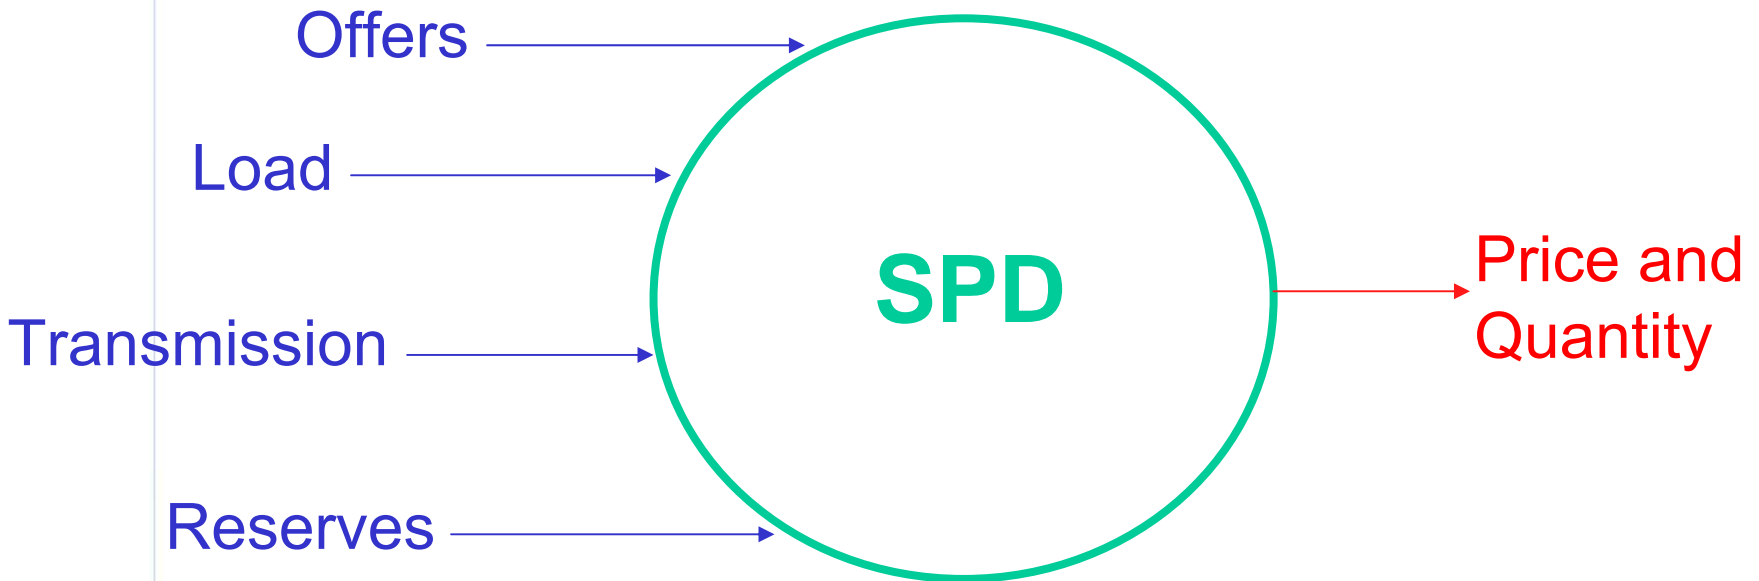 Offers
Load
Transmission
Reserves
SPD
Price and
Quantity